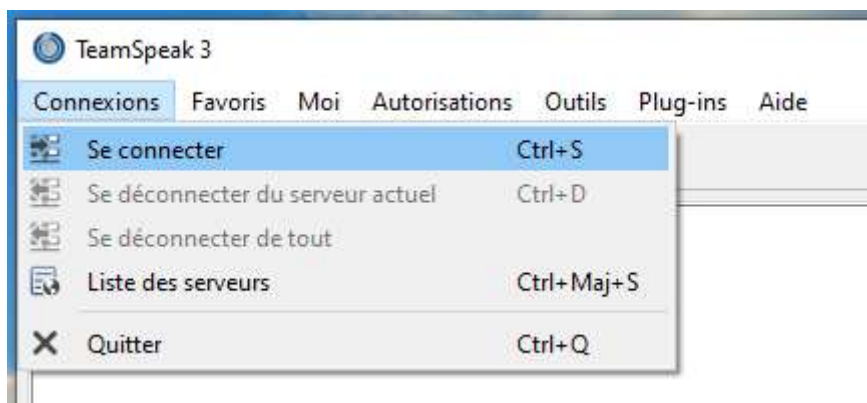 TeamSpeak 3
Connexions Favoris Moi Autorisations Outils Plug-ins Aide
Se connecter Ctrl+S
Se déconnecter du serveur actuel Ctrl+D
Se déconnecter de tout
Liste des serveurs Ctrl+Maj+S
Quitter Ctrl+Q